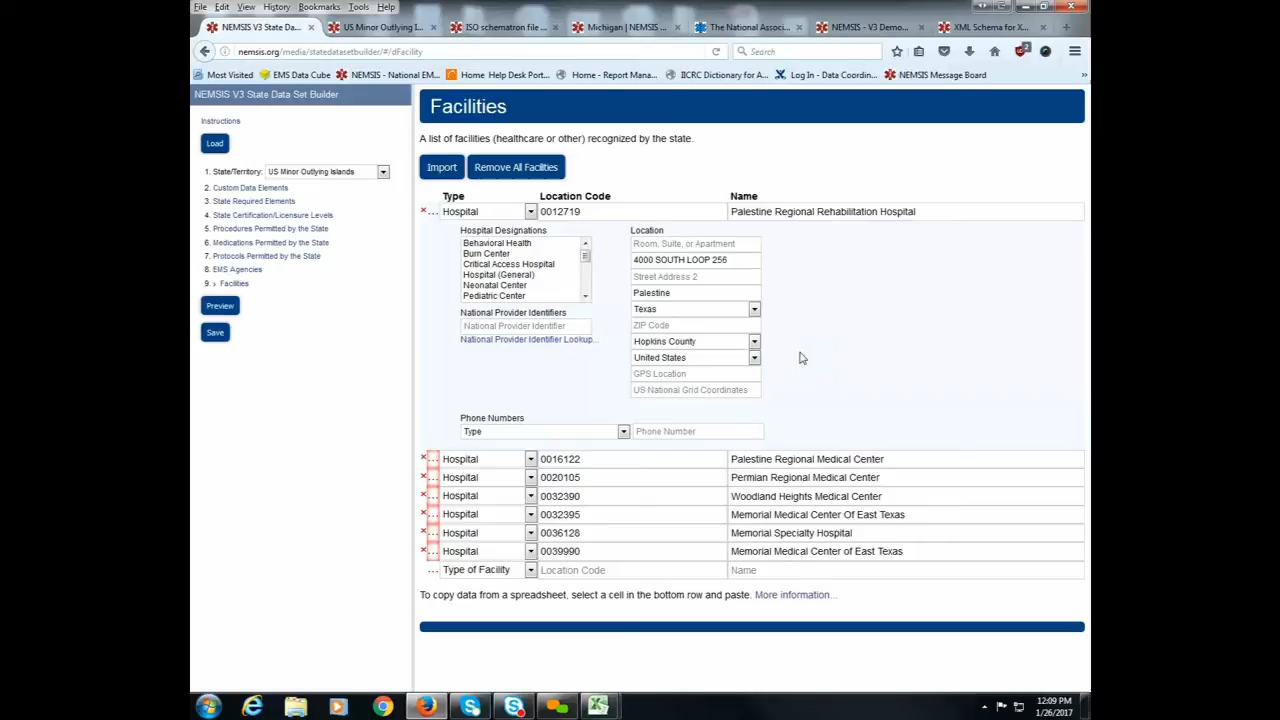 File Edit View History Bookmarks Tools Help
NEMSIS V3 State Da... × US Minor Outlying I... × ISO schematron file ... × Michigan | NEMSIS ... × The National Associ... × NEMSIS - V3 Demo... × XML Schema for X... ×
nemsis.org/media/statedatasetbuilder/#/dFacility Search 2
Most Visited EMS Data Cube NEMSIS - National EM... Home Help Desk Port... Home - Report Mana... IICRC Dictionary for A... Log In - Data Coordin... NEMSIS Message Board »
NEMSIS V3 State Data Set Builder
Instructions
Load
1. State/Territory: US Minor Outlying Islands
2. Custom Data Elements
3. State Required Elements
4. State Certification/Licensure Levels
5. Procedures Permitted by the State
6. Medications Permitted by the State
7. Protocols Permitted by the State
8. EMS Agencies
9. › Facilities
Preview
Save
Facilities
A list of facilities (healthcare or other) recognized by the state.
Import Remove All Facilities
Type Location Code Name
× ... Hospital 0012719 Palestine Regional Rehabilitation Hospital
Hospital Designations
Behavioral Health
Burn Center
Critical Access Hospital
Hospital (General)
Neonatal Center
Pediatric Center
National Provider Identifiers
National Provider Identifier
National Provider Identifier Lookup...
Location
Room, Suite, or Apartment
4000 SOUTH LOOP 256
Street Address 2
Palestine
Texas
ZIP Code
Hopkins County
United States
GPS Location
US National Grid Coordinates
Phone Numbers
Type Phone Number
× ... Hospital 0016122 Palestine Regional Medical Center
× ... Hospital 0020105 Permian Regional Medical Center
× ... Hospital 0032390 Woodland Heights Medical Center
× ... Hospital 0032395 Memorial Medical Center Of East Texas
× ... Hospital 0036128 Memorial Specialty Hospital
× ... Hospital 0039990 Memorial Medical Center of East Texas
... Type of Facility Location Code Name
To copy data from a spreadsheet, select a cell in the bottom row and paste. More information...
12:09 PM
1/26/2017